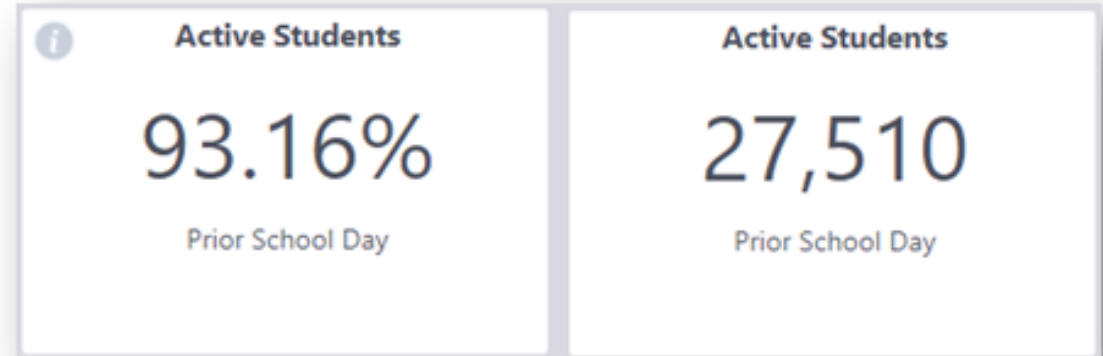 Active Students
93.16%
Prior School Day
Active Students
27,510
Prior School Day